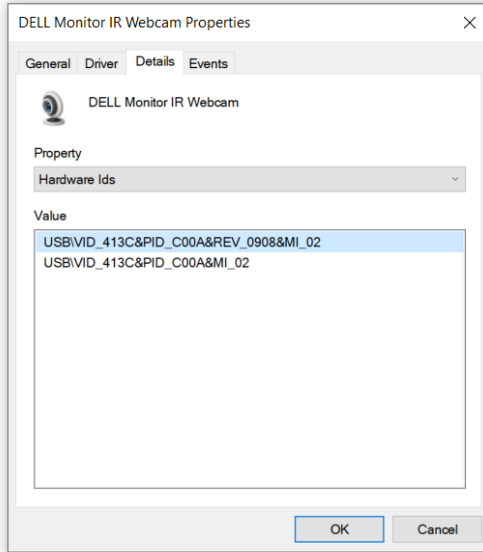 DELL Monitor IR Webcam Properties
General Driver Details Events
DELL Monitor IR Webcam
Property
Hardware Ids
Value
USB\VID_413C&PID_C00A&REV_0908&MI_02
USB\VID_413C&PID_C00A&MI_02
OK Cancel